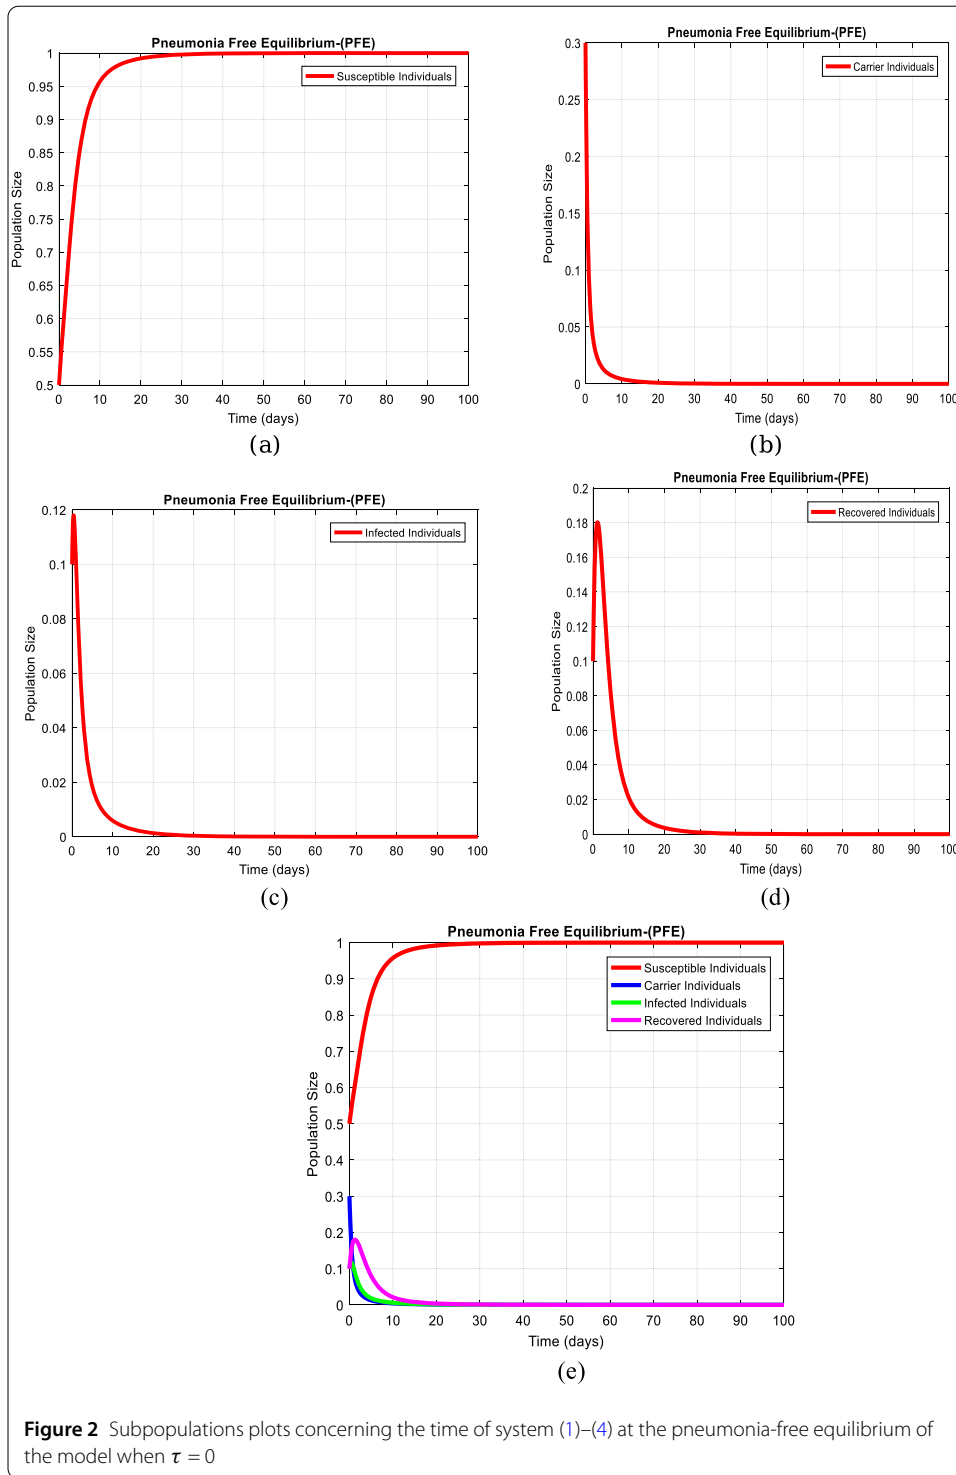 Pneumonia Free Equilibrium-(PFE)
Susceptible Individuals
Population Size
1
0.95
0.9
0.85
0.8
0.75
0.7
0.65
0.6
0.55
0.5
0 10 20 30 40 50 60 70 80 90 100
Time (days)
(a)
Pneumonia Free Equilibrium-(PFE)
Carrier Individuals
Population Size
0.3
0.25
0.2
0.15
0.1
0.05
0
0 10 20 30 40 50 60 70 80 90 100
Time (days)
(b)
Pneumonia Free Equilibrium-(PFE)
Infected Individuals
Population Size
0.12
0.1
0.08
0.06
0.04
0.02
0
0 10 20 30 40 50 60 70 80 90 100
Time (days)
(c)
Pneumonia Free Equilibrium-(PFE)
Recovered Individuals
Population Size
0.2
0.18
0.16
0.14
0.12
0.1
0.08
0.06
0.04
0.02
0
0 10 20 30 40 50 60 70 80 90 100
Time (days)
(d)
Pneumonia Free Equilibrium-(PFE)
Susceptible Individuals
Carrier Individuals
Infected Individuals
Recovered Individuals
Population Size
1
0.9
0.8
0.7
0.6
0.5
0.4
0.3
0.2
0.1
0
0 10 20 30 40 50 60 70 80 90 100
Time (days)
(e)
Figure 2 Subpopulations plots concerning the time of system (1)–(4) at the pneumonia-free equilibrium of
the model when τ = 0